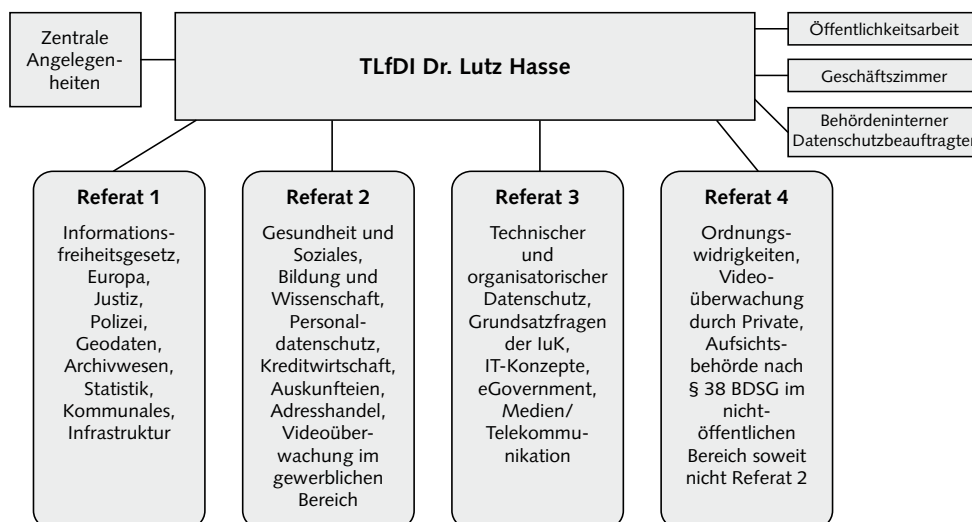 Zentrale
Angelegen-
heiten
TLfDI Dr. Lutz Hasse
Öffentlichkeitsarbeit
Geschäftszimmer
Behördeninterner
Datenschutzbeauftragter
Referat 1
Informations-
freiheitsgesetz,
Europa,
Justiz,
Polizei,
Geodaten,
Archivwesen,
Statistik,
Kommunales,
Infrastruktur
Referat 2
Gesundheit und
Soziales,
Bildung und
Wissenschaft,
Personal-
datenschutz,
Kreditwirtschaft,
Auskunfteien,
Adresshandel,
Videoüber-
wachung im
gewerblichen
Bereich
Referat 3
Technischer
und
organisatorischer
Datenschutz,
Grundsatzfragen
der IuK,
IT-Konzepte,
eGovernment,
Medien/
Telekommu-
nikation
Referat 4
Ordnungs-
widrigkeiten,
Video-
überwachung
durch Private,
Aufsichts-
behörde nach
§ 38 BDSG im
nicht-
öffentlichen
Bereich soweit
nicht Referat 2